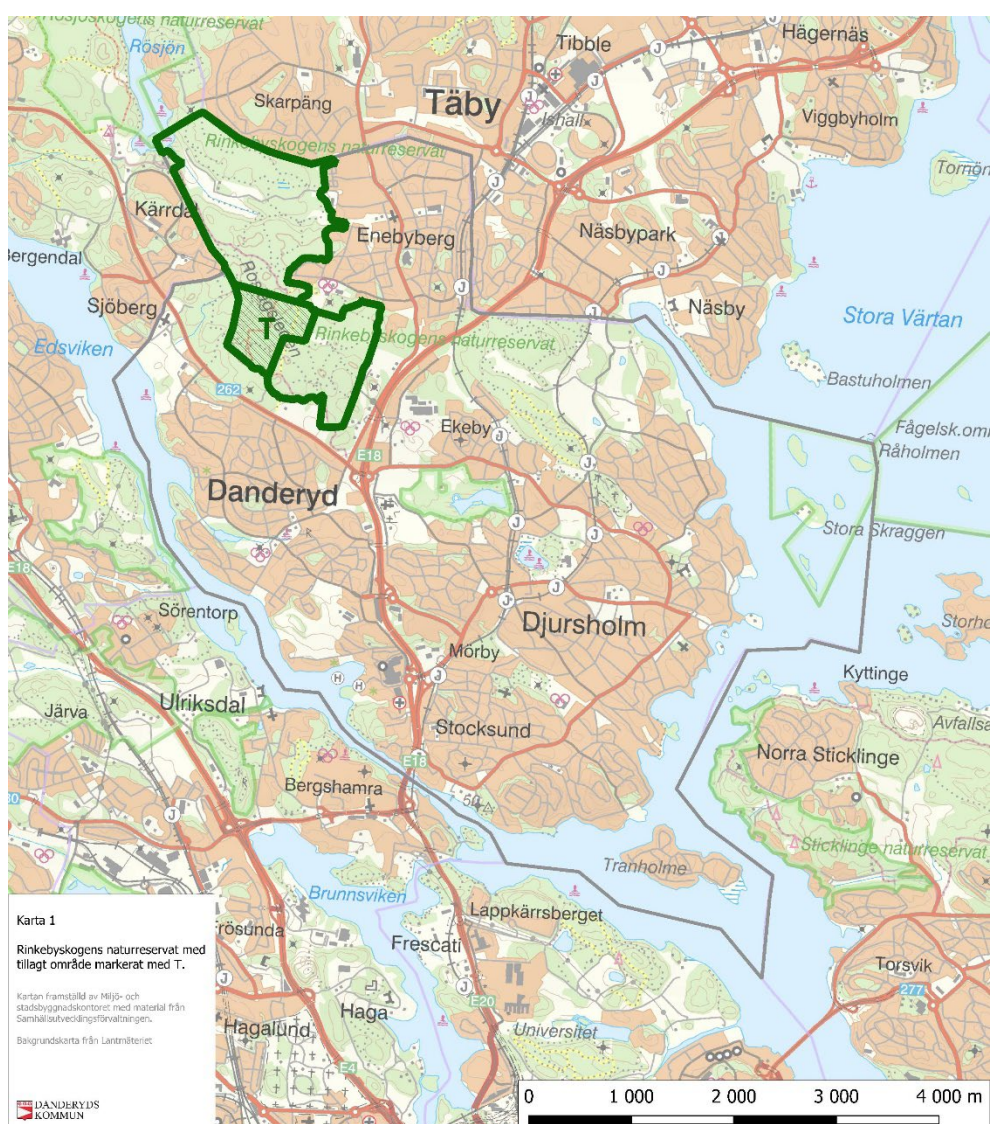 Rösjöskogens naturreservat
Rösjön
Tibble
Hägernäs
Skarpäng
Täby
Ishall
Viggbyholm
Rinkebyskogens naturreservat
Tornön
Kärrdal
Enebyberg
Näsbypark
Bergendal
Sjöberg
Näsby
Stora Värtan
T
Rinkebyskogens naturreservat
Edsviken
Bastuholmen
262
Ekeby
Fågelsk.omr
Råholmen
E18
Danderyd
Stora Skraggen
E18
Sörentorp
Djursholm
Mörby
Kyttinge
Ulriksdal
Järva
Stocksund
Norra Sticklinge
E18
Bergshamra
Sticklinge naturreservat
Tranholme
Brunnsviken
Lappkärrsberget
Frescati
Torsvik
277
E20
Haga
Universitet
Hagalund
E4
Karta 1
Rinkebyskogens naturreservat med
tillagt område markerat med T.
Kartan framställd av Miljö- och
stadsbyggnadskontoret med material från
Samhällsutvecklingsförvaltningen.
Bakgrundskarta från Lantmäteriet
DANDERYDS
KOMMUN
0 1 000 2 000 3 000 4 000 m